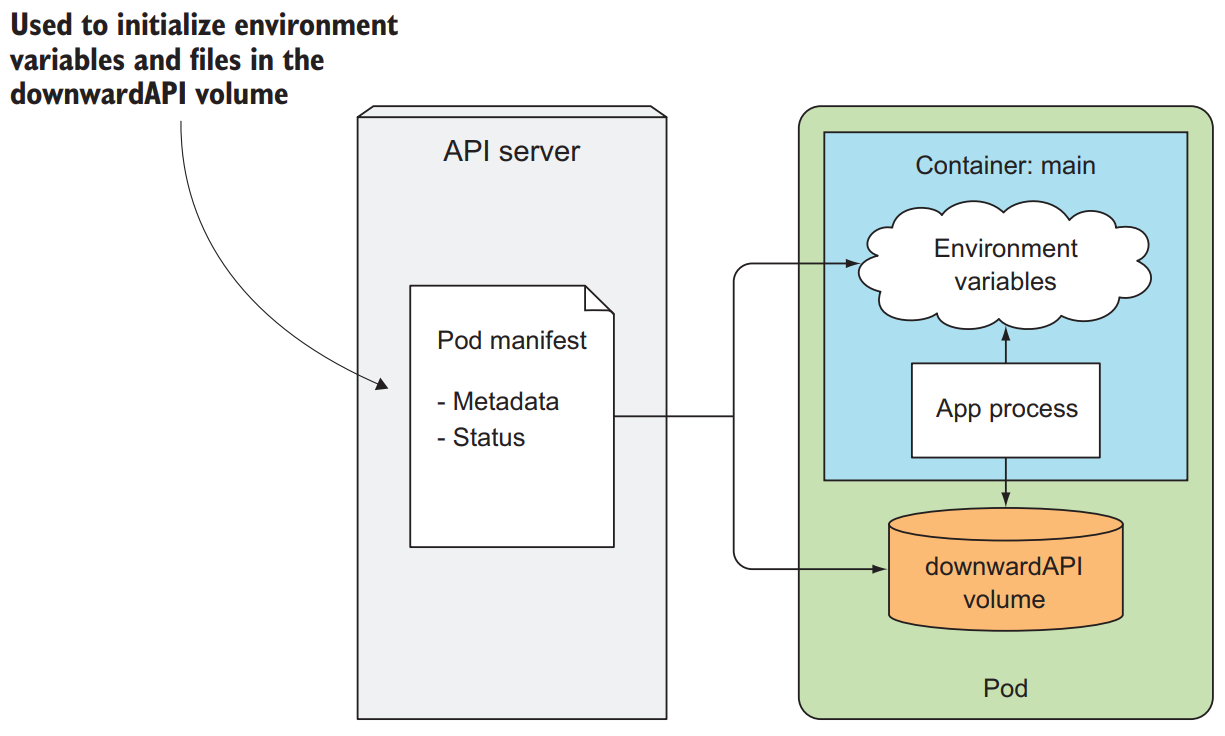 Used to initialize environment
variables and files in the
downwardAPI volume
API server
Pod manifest
- Metadata
- Status
Container: main
Environment
variables
App process
downwardAPI
volume
Pod